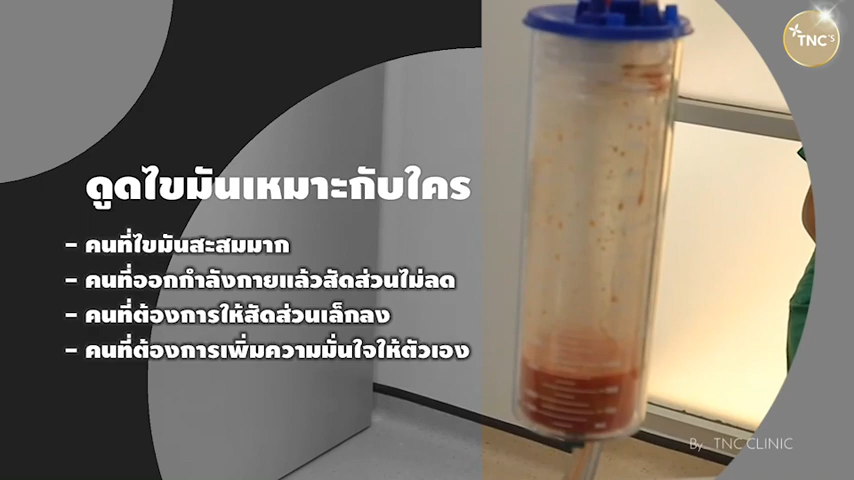 TNC'S
ดูดไขมันเหมาะกับใคร
- คนที่ไขมันสะสมมาก
- คนที่ออกกำลังกายแล้วสัดส่วนไม่ลด
- คนที่ต้องการให้สัดส่วนเล็กลง
- คนที่ต้องการเพิ่มความมั่นใจให้ตัวเอง
By. TNC CLINIC